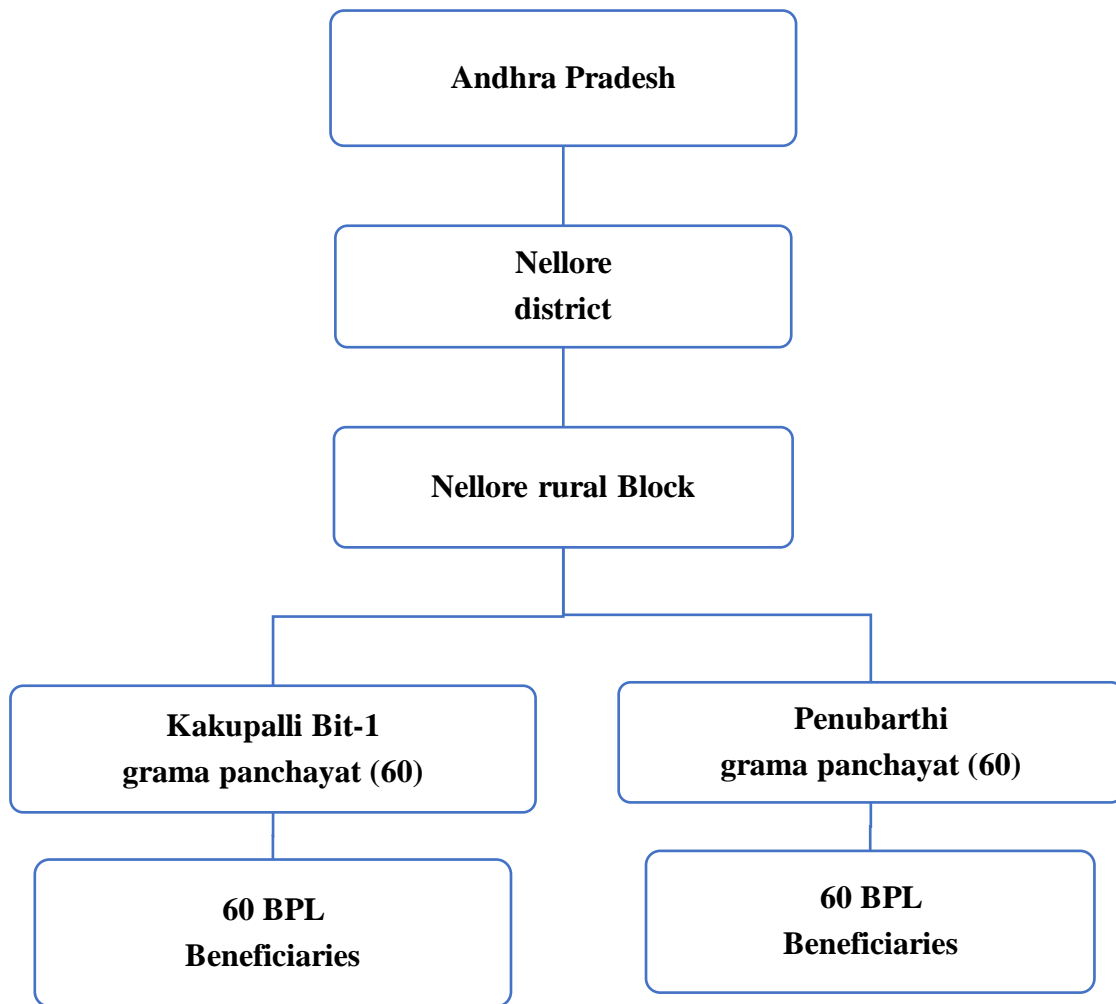 Andhra Pradesh
Nellore
district
Nellore rural Block
Kakupalli Bit-1
grama panchayat (60)
Penubarthi
grama panchayat (60)
60 BPL
Beneficiaries
60 BPL
Beneficiaries